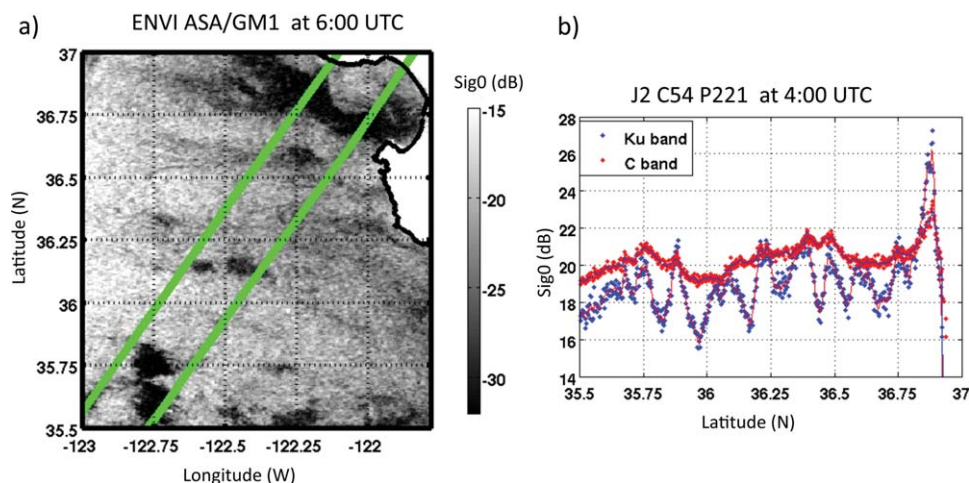 ENVI ASA/GM1 at 6:00 UTC
a)
37
36.75
36.5
36.25
36
35.75
35.5
Latitude (N)
-123
-122.75
-122.5
-122.25
-122
Longitude (W)
Sig0 (dB)
-15
-20
-25
-30
b)
J2 C54 P221 at 4:00 UTC
Ku band
C band
28
26
24
22
20
18
16
14
Sig0 (dB)
35.5
35.75
36
36.25
36.5
36.75
37
Latitude (N)